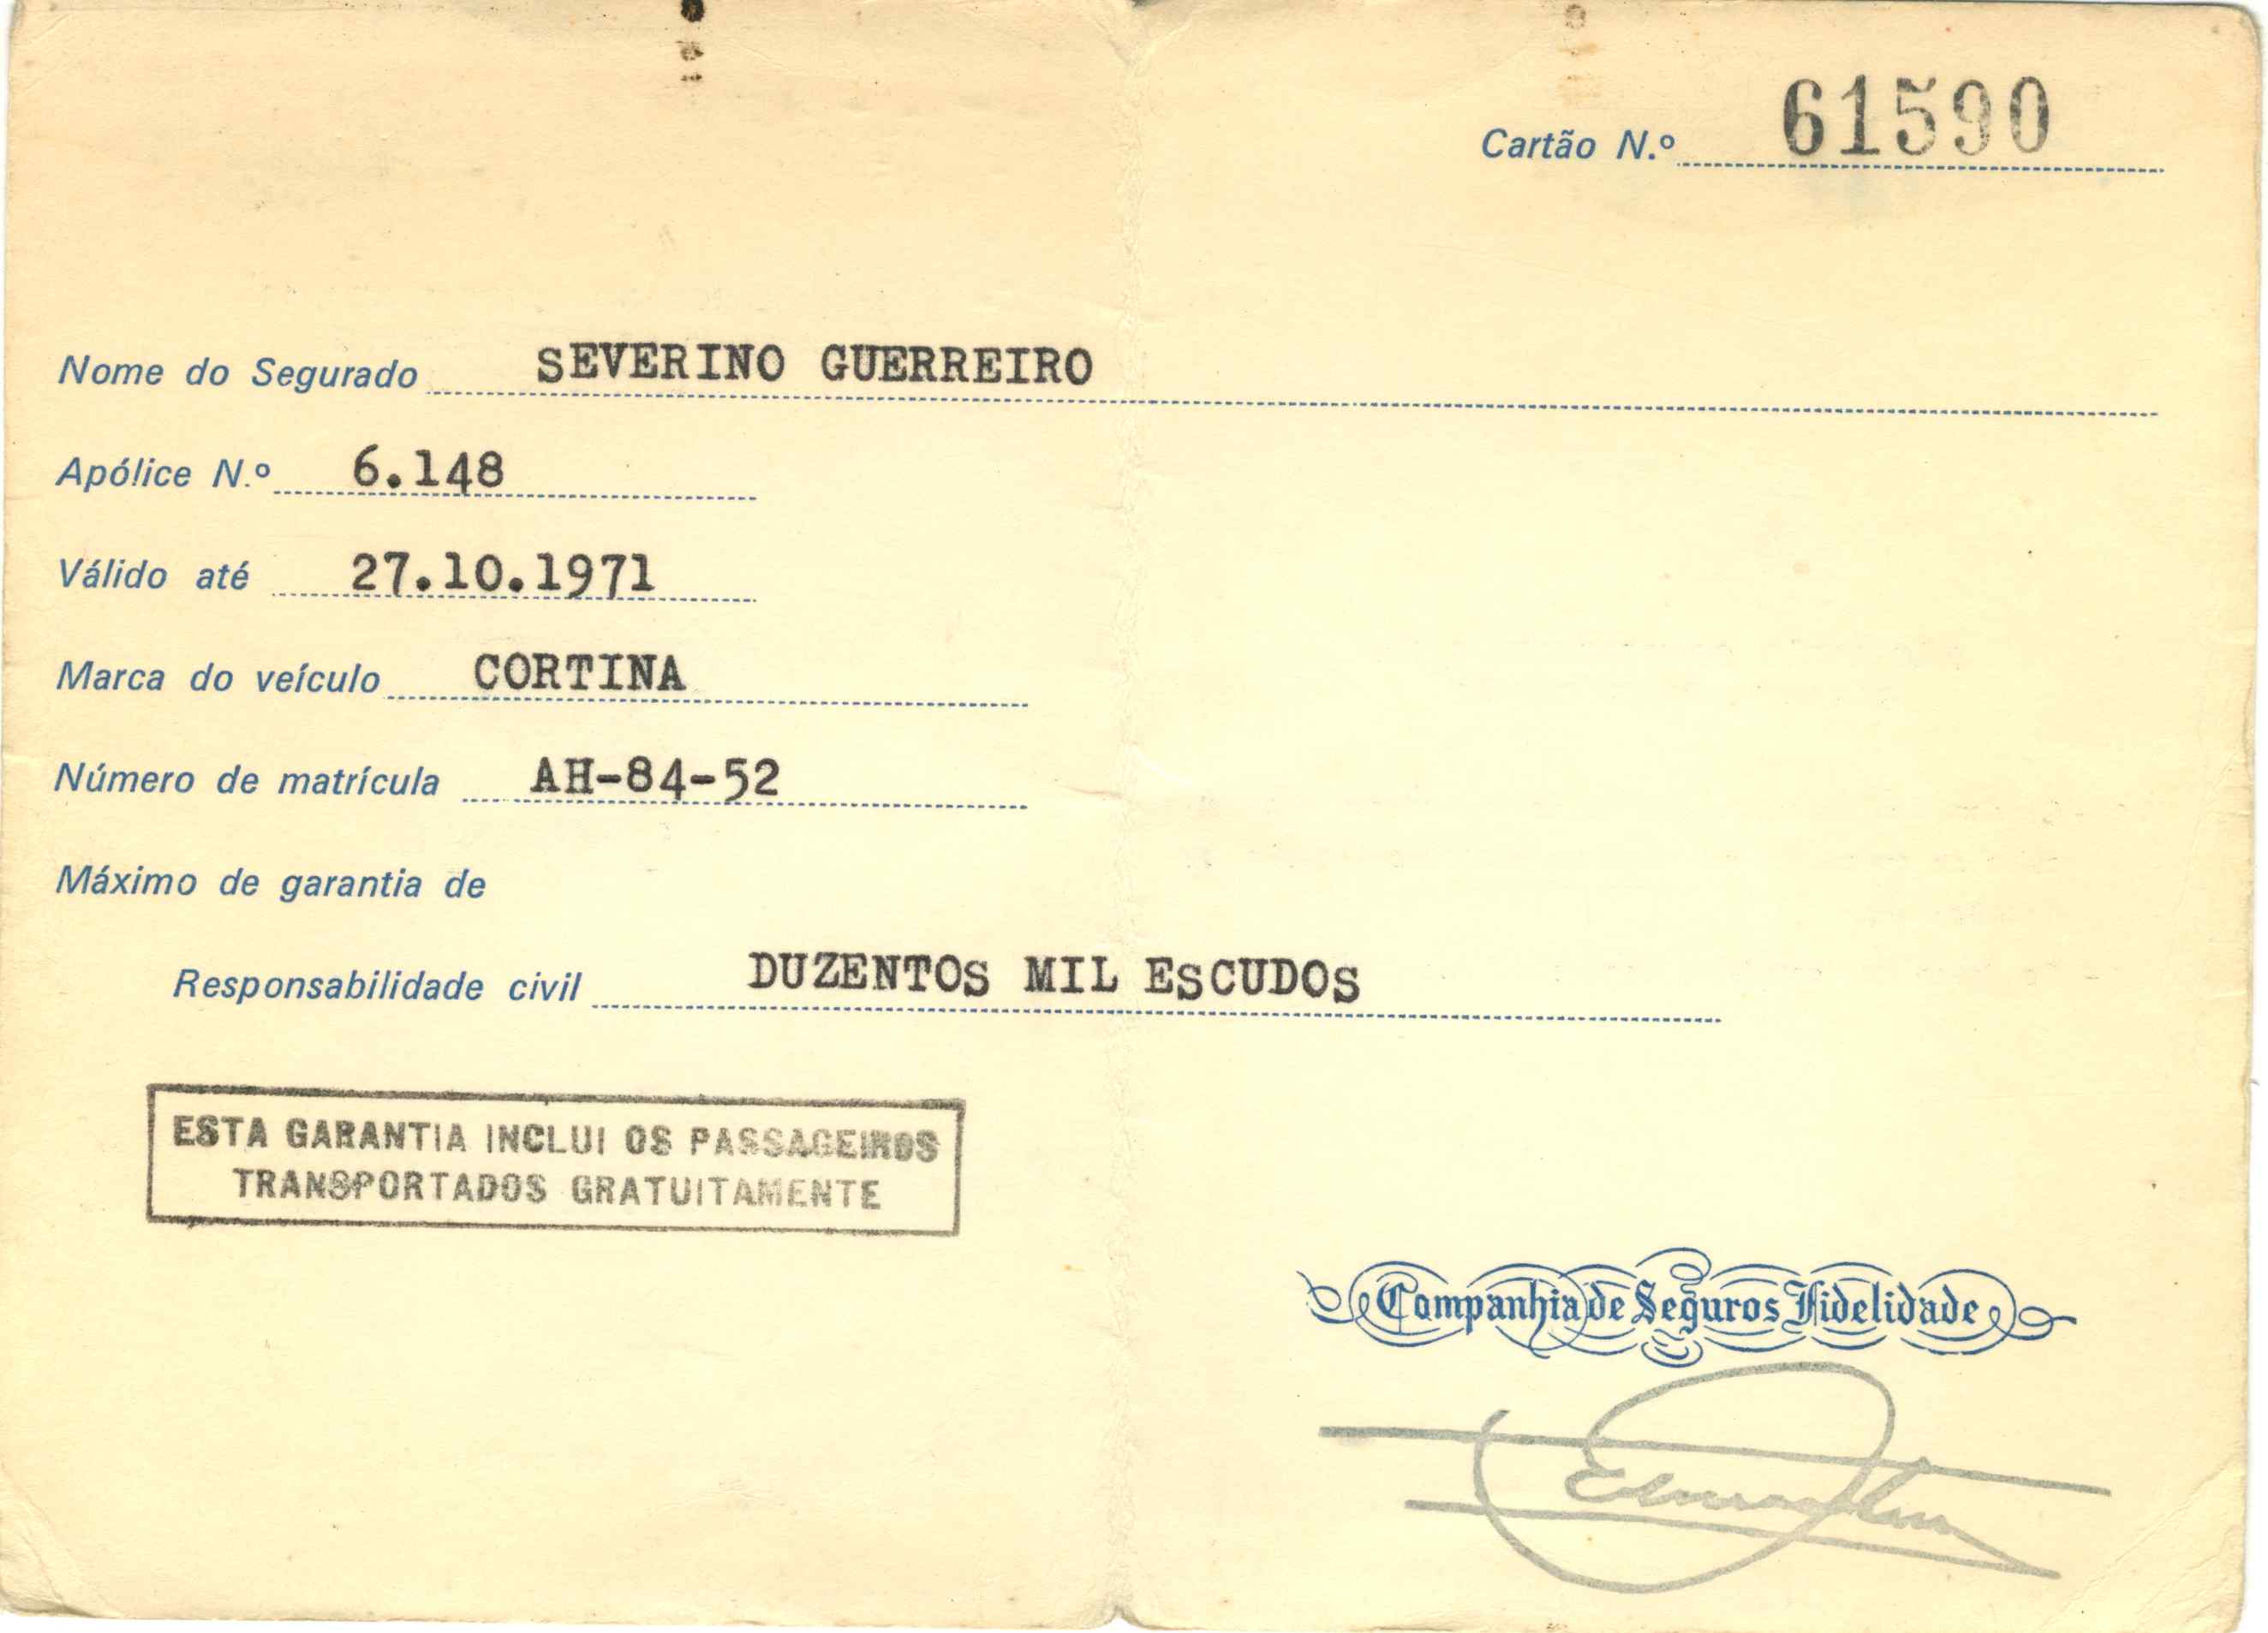 Cartão N.º 61590
Nome do Segurado SEVERINO GUERREIRO
Apólice N.º 6.148
Válido até 27.10.1971
Marca do veículo CORTINA
Número de matrícula AH-84-52
Máximo de garantia de
Responsabilidade civil DUZENTOS MIL ESCUDOS
ESTA GARANTIA INCLUI OS PASSAGEIROS
TRANSPORTADOS GRATUITAMENTE
Companhia de Seguros Fidelidade